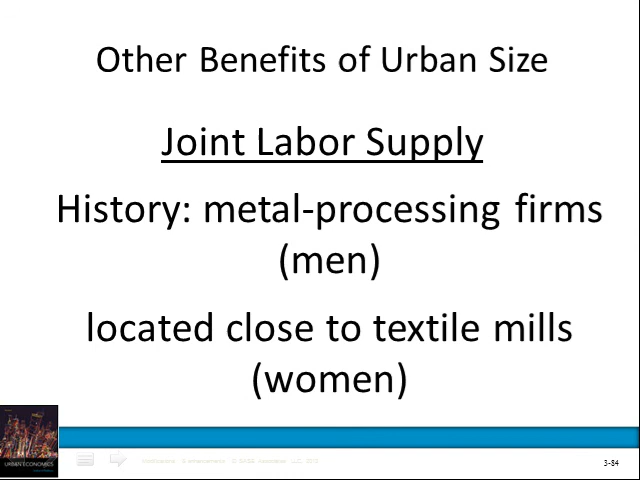 Other Benefits of Urban Size
Joint Labor Supply
History: metal-processing firms
(men)
located close to textile mills
(women)
URBAN ECONOMICS
3-84